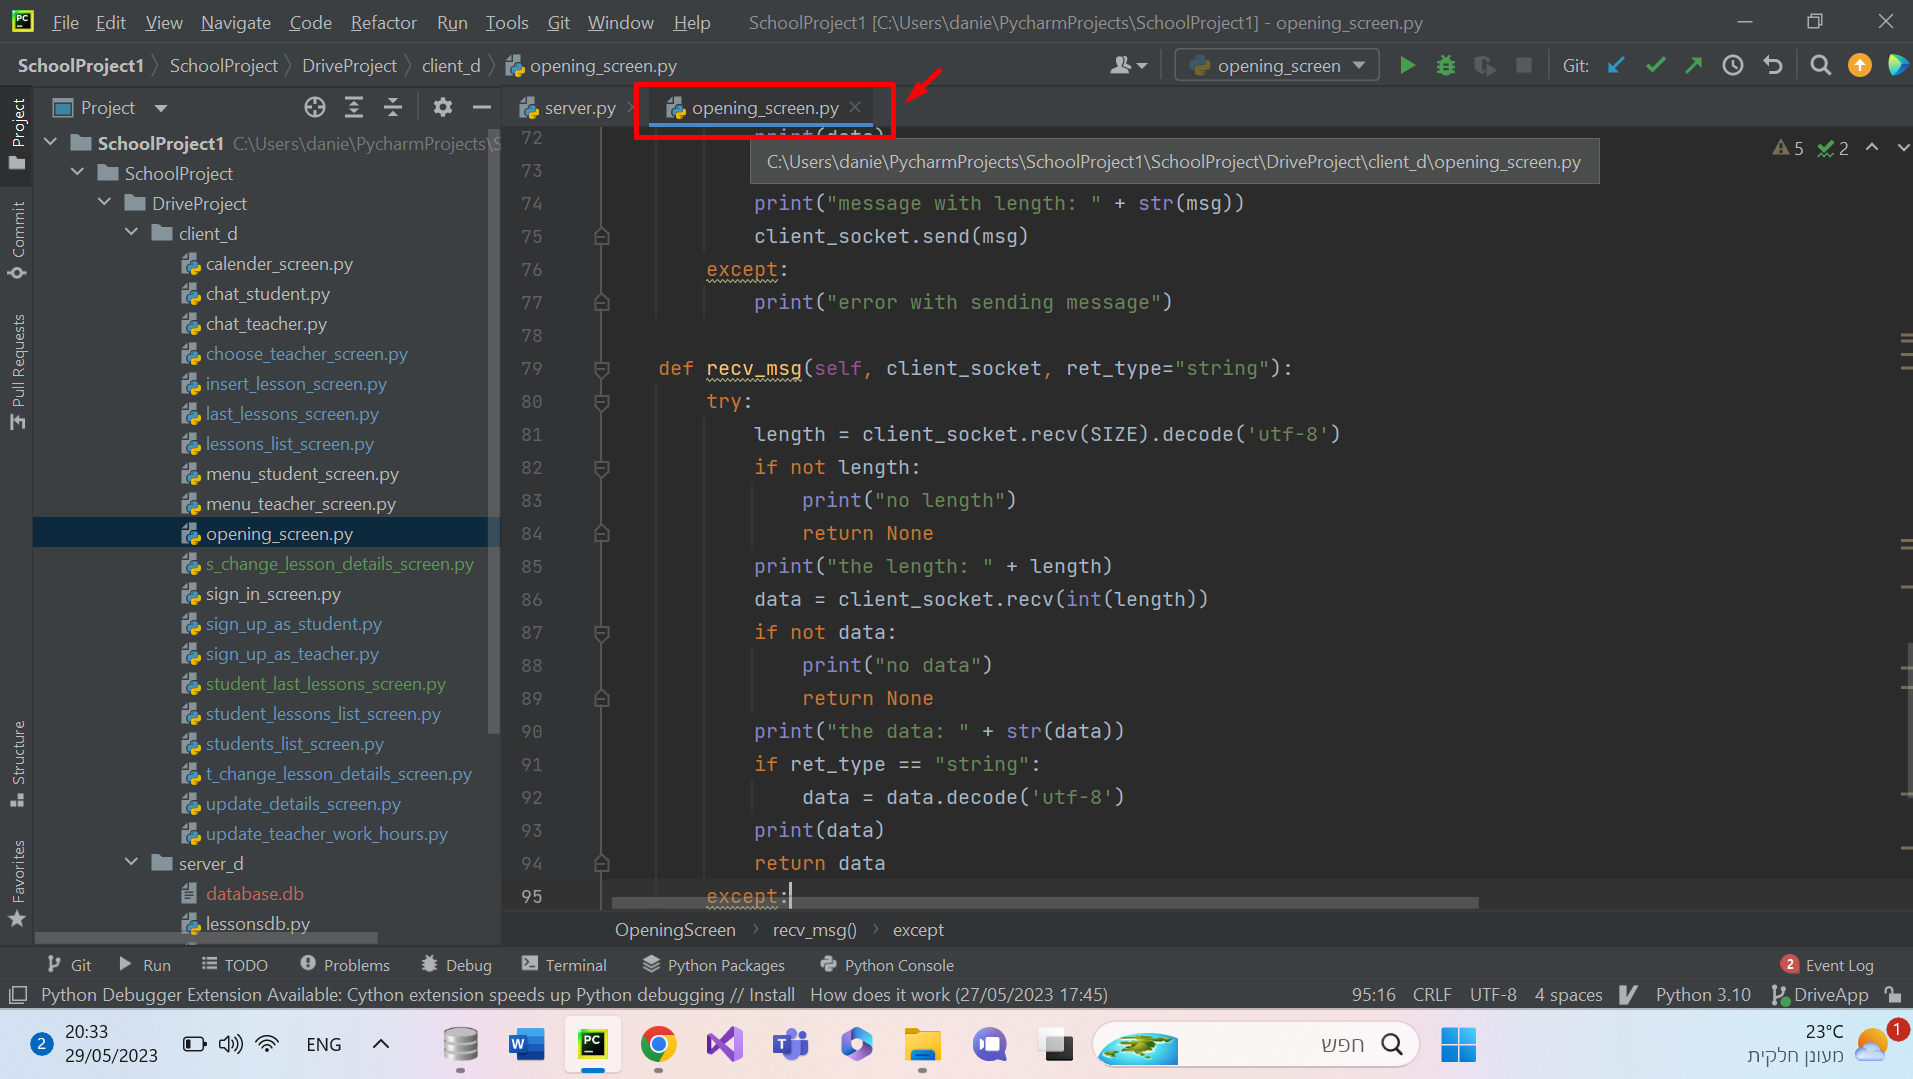 File Edit View Navigate Code Refactor Run Tools Git Window Help SchoolProject1 [C:\Users\danie\PycharmProjects\SchoolProject1] - opening_screen.py
SchoolProject1 SchoolProject DriveProject client_d opening_screen.py opening_screen Git:
Project server.py opening_screen.py
C:\Users\danie\PycharmProjects\SchoolProject1\SchoolProject\DriveProject\client_d\opening_screen.py
5 2
Project
Commit
Pull Requests
Structure
Favorites
SchoolProject1 C:\Users\danie\PycharmProjects\S
SchoolProject
DriveProject
client_d
calender_screen.py
chat_student.py
chat_teacher.py
choose_teacher_screen.py
insert_lesson_screen.py
last_lessons_screen.py
lessons_list_screen.py
menu_student_screen.py
menu_teacher_screen.py
opening_screen.py
s_change_lesson_details_screen.py
sign_in_screen.py
sign_up_as_student.py
sign_up_as_teacher.py
student_last_lessons_screen.py
student_lessons_list_screen.py
students_list_screen.py
t_change_lesson_details_screen.py
update_details_screen.py
update_teacher_work_hours.py
server_d
database.db
lessonsdb.py
72 print(data)
73
74 print("message with length: " + str(msg))
75 client_socket.send(msg)
76 except:
77 print("error with sending message")
78
79 def recv_msg(self, client_socket, ret_type="string"):
80 try:
81 length = client_socket.recv(SIZE).decode('utf-8')
82 if not length:
83 print("no length")
84 return None
85 print("the length: " + length)
86 data = client_socket.recv(int(length))
87 if not data:
88 print("no data")
89 return None
90 print("the data: " + str(data))
91 if ret_type == "string":
92 data = data.decode('utf-8')
93 print(data)
94 return data
95 except:
OpeningScreen recv_msg() except
Git Run TODO Problems Debug Terminal Python Packages Python Console 2 Event Log
Python Debugger Extension Available: Cython extension speeds up Python debugging // Install How does it work (27/05/2023 17:45) 95:16 CRLF UTF-8 4 spaces Python 3.10 DriveApp
2 20:33 ENG חפש 23°C 1
29/05/2023 מעונן חלקית